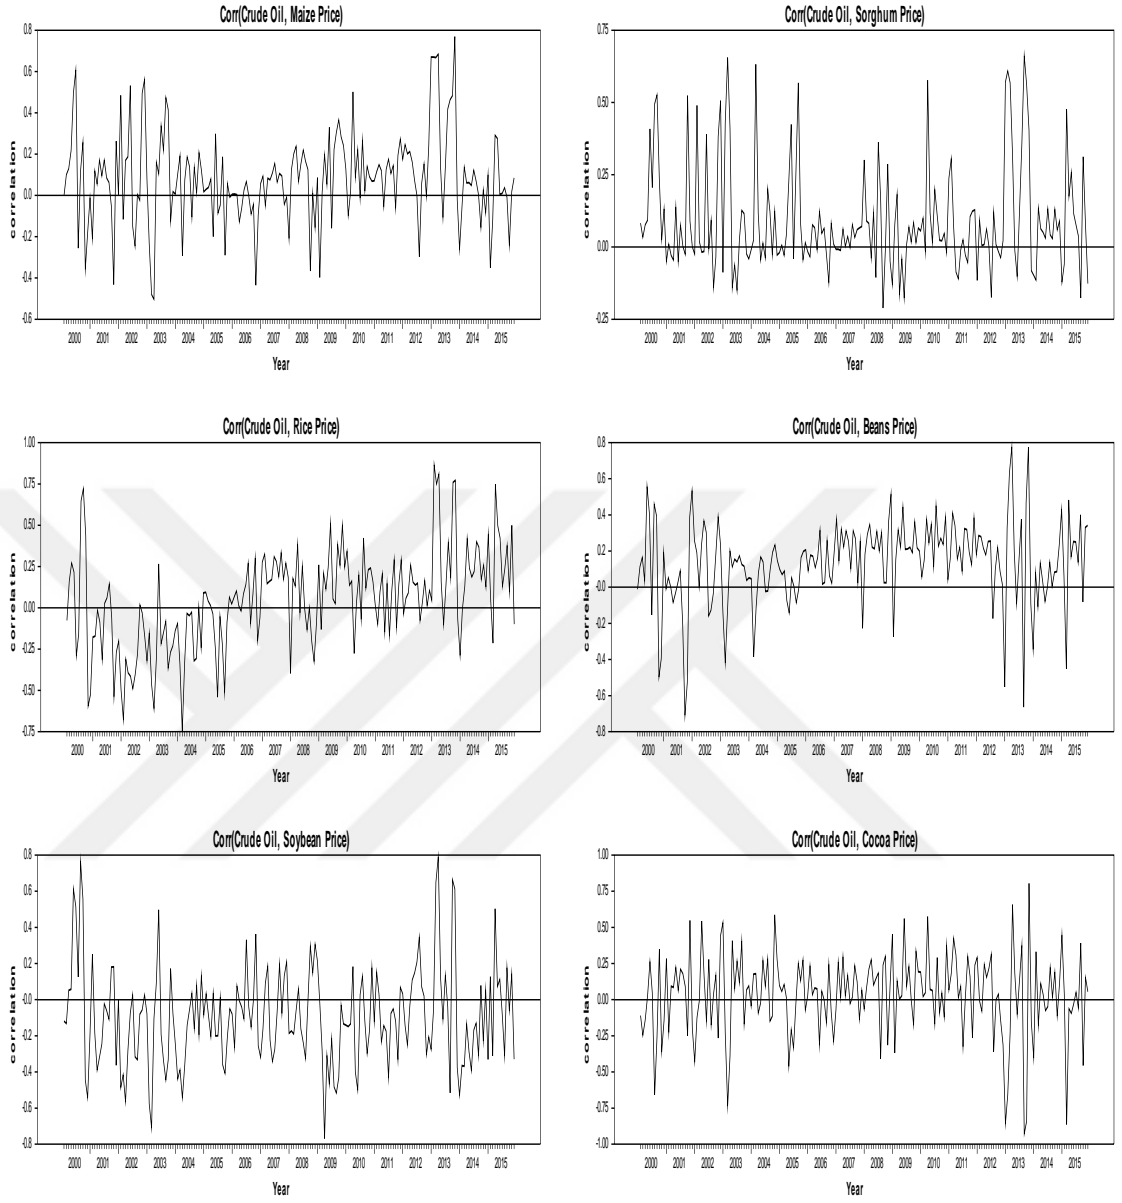 Corr(Crude Oil, Maize Price)
correlation
0.8
0.6
0.4
0.2
0.0
-0.2
-0.4
-0.6
2000 2001 2002 2003 2004 2005 2006 2007 2008 2009 2010 2011 2012 2013 2014 2015
Year
Corr(Crude Oil, Sorghum Price)
correlation
0.75
0.50
0.25
0.00
-0.25
2000 2001 2002 2003 2004 2005 2006 2007 2008 2009 2010 2011 2012 2013 2014 2015
Year
Corr(Crude Oil, Rice Price)
correlation
1.00
0.75
0.50
0.25
0.00
-0.25
-0.50
-0.75
2000 2001 2002 2003 2004 2005 2006 2007 2008 2009 2010 2011 2012 2013 2014 2015
Year
Corr(Crude Oil, Beans Price)
correlation
0.8
0.6
0.4
0.2
-0.0
-0.2
-0.4
-0.6
-0.8
2000 2001 2002 2003 2004 2005 2006 2007 2008 2009 2010 2011 2012 2013 2014 2015
Year
Corr(Crude Oil, Soybean Price)
correlation
0.8
0.6
0.4
0.2
-0.0
-0.2
-0.4
-0.6
-0.8
2000 2001 2002 2003 2004 2005 2006 2007 2008 2009 2010 2011 2012 2013 2014 2015
Year
Corr(Crude Oil, Cocoa Price)
correlation
1.00
0.75
0.50
0.25
0.00
-0.25
-0.50
-0.75
-1.00
2000 2001 2002 2003 2004 2005 2006 2007 2008 2009 2010 2011 2012 2013 2014 2015
Year